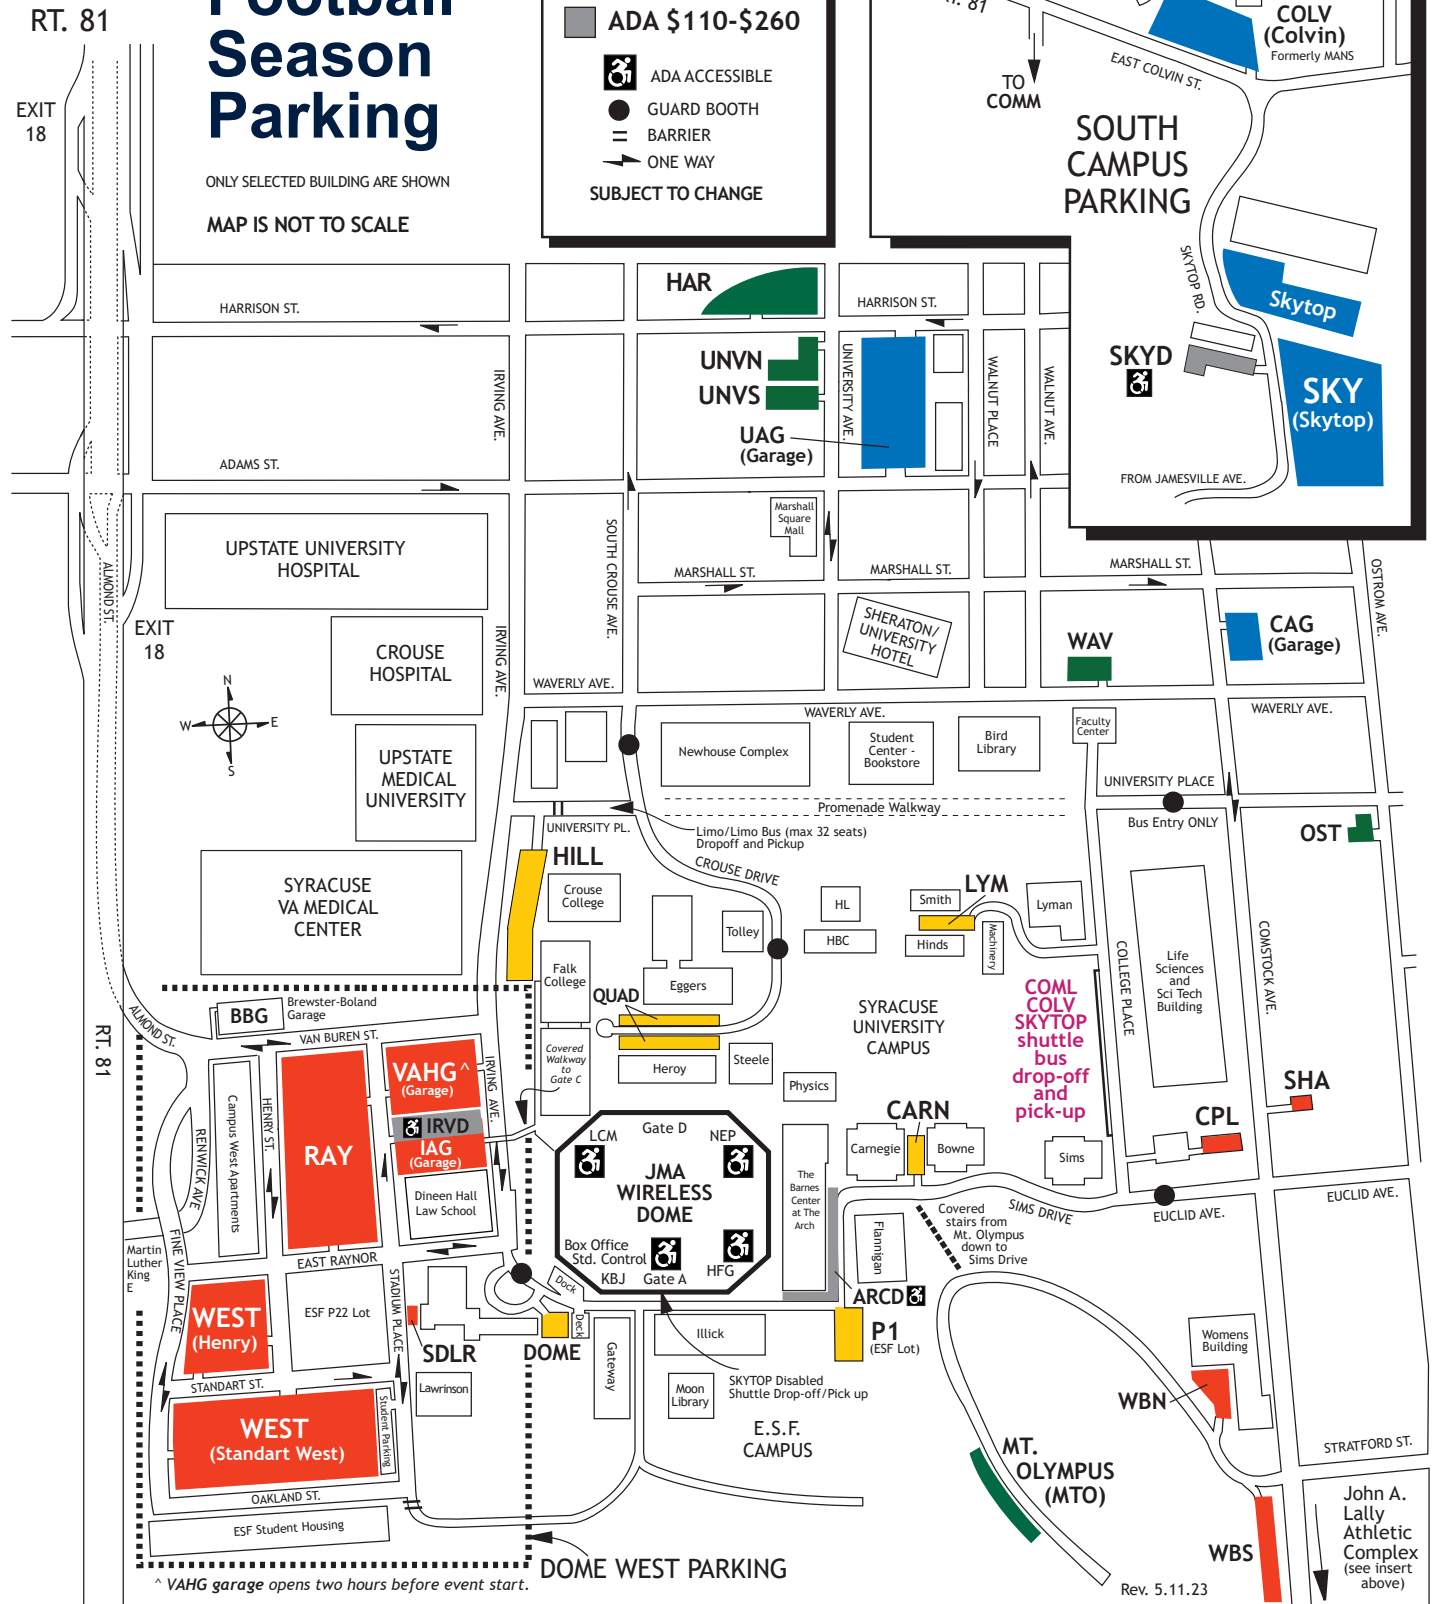 RT. 81
Football
Season
Parking
ONLY SELECTED BUILDING ARE SHOWN
MAP IS NOT TO SCALE
EXIT
18
ADA $110-$260
ADA ACCESSIBLE
GUARD BOOTH
BARRIER
ONE WAY
SUBJECT TO CHANGE
RT. 81
TO
COMM
EAST COLVIN ST.
COLV
(Colvin)
Formerly MANS
SOUTH
CAMPUS
PARKING
SKYTOP RD.
Skytop
SKYD
SKY
(Skytop)
FROM JAMESVILLE AVE.
HARRISON ST.
HAR
HARRISON ST.
IRVING AVE.
UNVN
UNVS
UNIVERSITY AVE.
UAG
(Garage)
WALNUT PLACE
WALNUT AVE.
ADAMS ST.
UPSTATE UNIVERSITY
HOSPITAL
ALMOND ST.
SOUTH CROUSE AVE.
Marshall
Square
Mall
MARSHALL ST.
MARSHALL ST.
MARSHALL ST.
OSTROM AVE.
EXIT
18
CROUSE
HOSPITAL
IRVING AVE.
SHERATON/
UNIVERSITY
HOTEL
WAV
CAG
(Garage)
WAVERLY AVE.
WAVERLY AVE.
WAVERLY AVE.
N
W
E
S
UPSTATE
MEDICAL
UNIVERSITY
Newhouse Complex
Student
Center -
Bookstore
Bird
Library
Faculty
Center
UNIVERSITY PLACE
Bus Entry ONLY
Promenade Walkway
UNIVERSITY PL.
Limo/Limo Bus (max 32 seats)
Dropoff and Pickup
OST
HILL
CROUSE DRIVE
SYRACUSE
VA MEDICAL
CENTER
Crouse
College
Tolley
HL
HBC
Smith
LYM
Hinds
Machinery
Lyman
COLLEGE PLACE
Life
Sciences
and
Sci Tech
Building
COMSTOCK AVE.
Falk
College
Eggers
QUAD
Heroy
Steele
Physics
SYRACUSE
UNIVERSITY
CAMPUS
COML
COLV
SKYTOP
shuttle
bus
drop-off
and
pick-up
BBG
Brewster-Boland
Garage
ALMOND ST.
VAN BUREN ST.
RT. 81
VAHG ^
(Garage)
IRVING AVE.
Covered
Walkway
to
Gate C
IRVD
IAG
(Garage)
RAY
Campus West Apartments
HENRY ST.
RENWICK AVE
Dineen Hall
Law School
LCM
Gate D
NEP
JMA
WIRELESS
DOME
Box Office
Std. Control
KBJ
Gate A
HFG
The
Barnes
Center
at The
Arch
CARN
Carnegie
Bowne
Sims
CPL
SHA
Flannigan
Covered
stairs from
Mt. Olympus
down to
Sims Drive
SIMS DRIVE
EUCLID AVE.
EUCLID AVE.
EAST RAYNOR
Martin
Luther
King
E
FINE VIEW PLACE
WEST
(Henry)
ESF P22 Lot
STADIUM PLACE
SDLR
Dock
DOME
Deck
Gateway
Illick
ARCD
P1
(ESF Lot)
STANDART ST.
Lawrinson
Moon
Library
SKYTOP Disabled
Shuttle Drop-off/Pick up
Womens
Building
WBN
WEST
(Standart West)
Student Parking
E.S.F.
CAMPUS
MT.
OLYMPUS
(MTO)
STRATFORD ST.
OAKLAND ST.
ESF Student Housing
DOME WEST PARKING
^ VAHG garage opens two hours before event start.
WBS
John A.
Lally
Athletic
Complex
(see insert
above)
Rev. 5.11.23